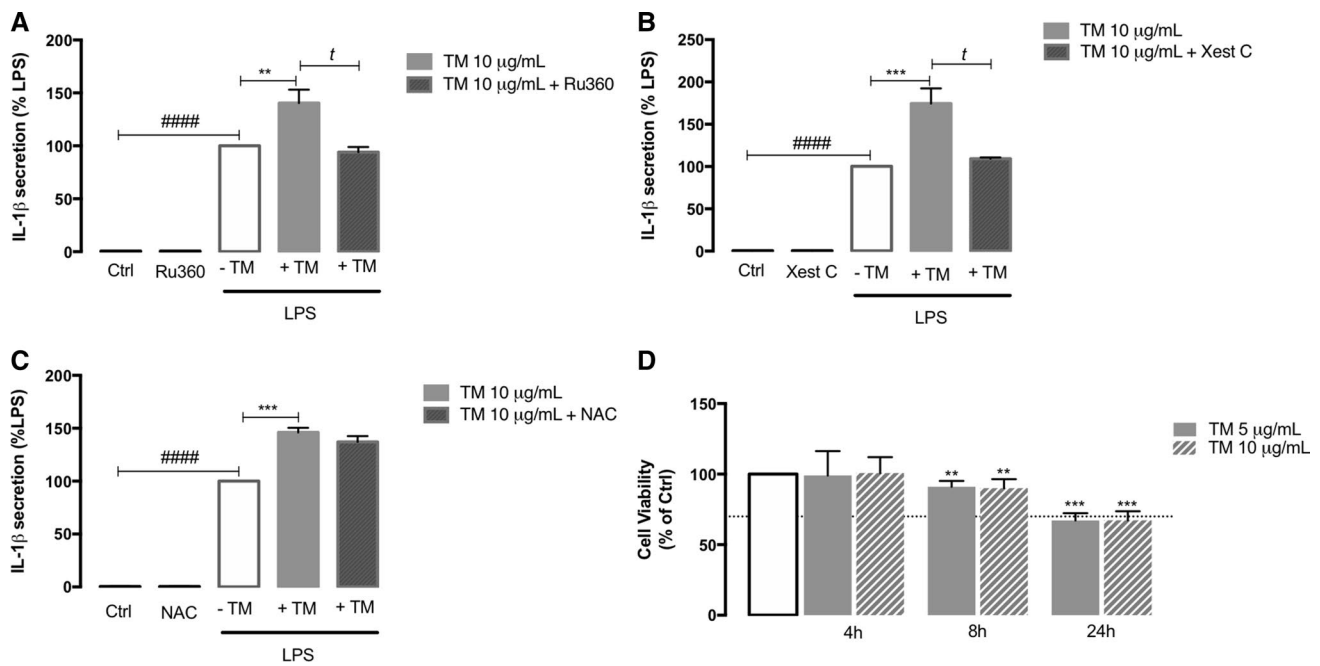 A
IL-1β secretion (% LPS)
200
150
100
50
0
####
**
t
TM 10 μg/mL
TM 10 μg/mL + Ru360
Ctrl Ru360 - TM + TM + TM
LPS
B
IL-1β secretion (% LPS)
250
200
150
100
50
0
####
***
t
TM 10 μg/mL
TM 10 μg/mL + Xest C
Ctrl Xest C - TM + TM + TM
LPS
C
IL-1β secretion (%LPS)
200
150
100
50
0
####
***
TM 10 μg/mL
TM 10 μg/mL + NAC
Ctrl NAC - TM + TM + TM
LPS
D
Cell Viability
(% of Ctrl)
150
100
50
0
** **
*** ***
TM 5 μg/mL
TM 10 μg/mL
4h 8h 24h